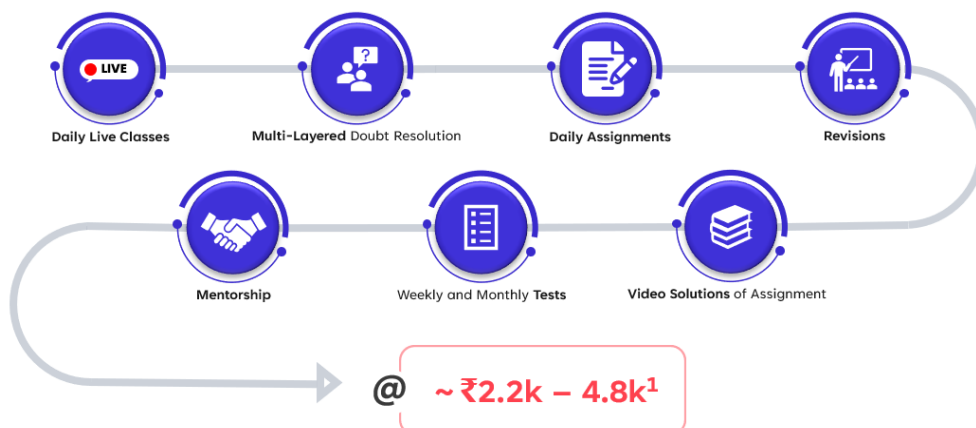 LIVE
?
Daily Live Classes
Multi-Layered Doubt Resolution
Daily Assignments
Revisions
Mentorship
Weekly and Monthly Tests
Video Solutions of Assignment
@ ~ ₹2.2k – 4.8k¹